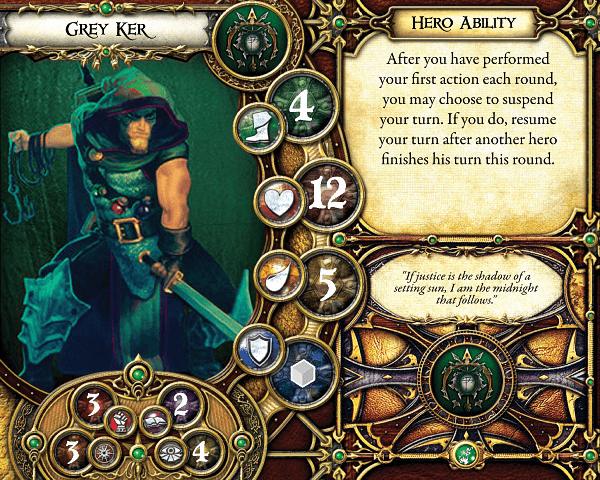 Grey Ker
4
12
5
3
2
3
4
Hero Ability
After you have performed
your first action each round,
you may choose to suspend
your turn. If you do, resume
your turn after another hero
finishes his turn this round.
"If justice is the shadow of a
setting sun, I am the midnight
that follows."